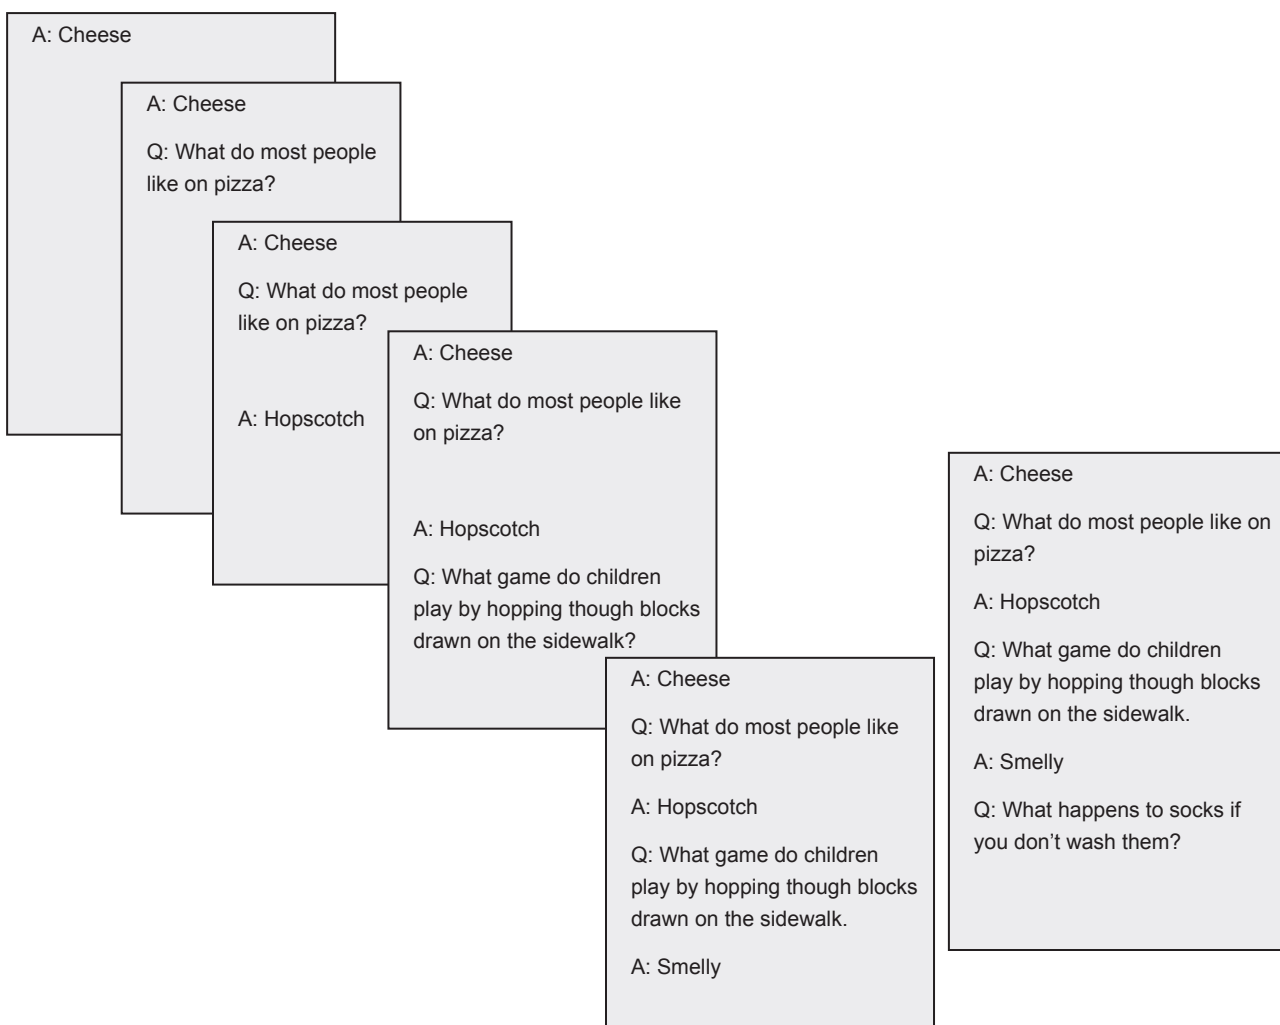 A: Cheese
A: Cheese
Q: What do most people
like on pizza?
A: Cheese
Q: What do most people
like on pizza?
A: Hopscotch
A: Cheese
Q: What do most people like
on pizza?
A: Hopscotch
Q: What game do children
play by hopping though blocks
drawn on the sidewalk?
A: Cheese
Q: What do most people like
on pizza?
A: Hopscotch
Q: What game do children
play by hopping though blocks
drawn on the sidewalk.
A: Smelly
A: Cheese
Q: What do most people like on
pizza?
A: Hopscotch
Q: What game do children
play by hopping though blocks
drawn on the sidewalk.
A: Smelly
Q: What happens to socks if
you don’t wash them?